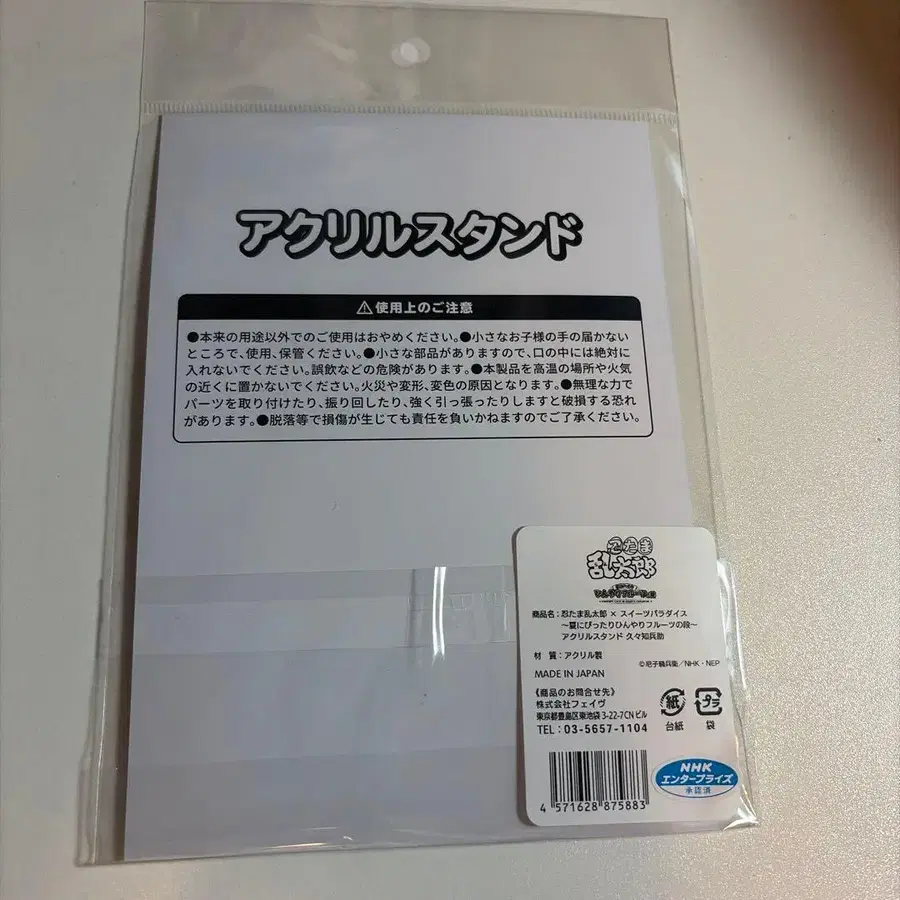 アクリルスタンド
⚠使用上のご注意
●本来の用途以外でのご使用はおやめください。●小さなお子様の手の届かない
ところで、使用、保管ください。●小さな部品がありますので、口の中には絶対に
入れないでください。誤飲などの危険があります。●本製品を高温の場所や火気
の近くに置かないでください。火災や変形、変色の原因となります。●無理な力で
パーツを取り付けたり、振り回したり、強く引っ張ったりしますと破損する恐れ
があります。●脱落等で損傷が生じても責任を負いかねますのでご了承ください。
忍たま
乱太郎
商品名:忍たま乱太郎 × スイーツパラダイス
～夏にぴったりひんやりフルーツの段～
アクリルスタンド 久々知兵助
材 質:アクリル製
©尼子騒兵衛/NHK・NEP
MADE IN JAPAN
《商品のお問合せ先》
株式会社フェイヴ
東京都豊島区東池袋 3-22-7CN ビル
TEL:03-5657-1104
紙
台紙
プラ
袋
4 571628 875883
NHK
エンタープライズ
承認済